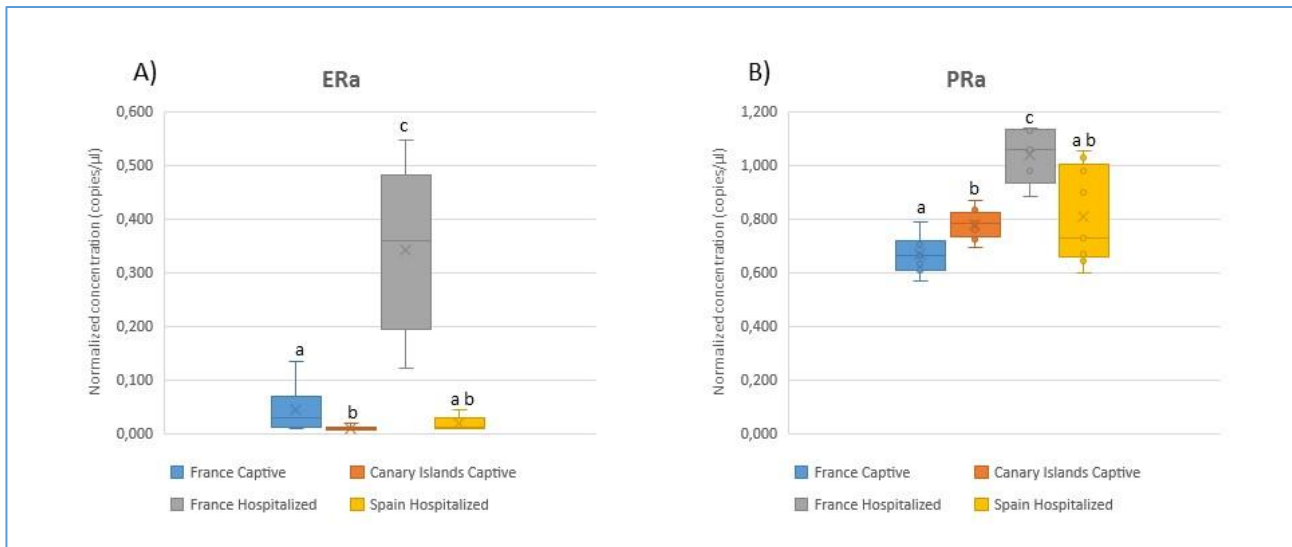 A)
ERa
Normalized concentration (copies/µl)
0,600
0,500
0,400
0,300
0,200
0,100
0,000
a
b
c
a b
France Captive
Canary Islands Captive
France Hospitalized
Spain Hospitalized
B)
PRa
Normalized concentration (copies/µl)
1,200
1,000
0,800
0,600
0,400
0,200
0,000
a
b
c
a b
France Captive
Canary Islands Captive
France Hospitalized
Spain Hospitalized